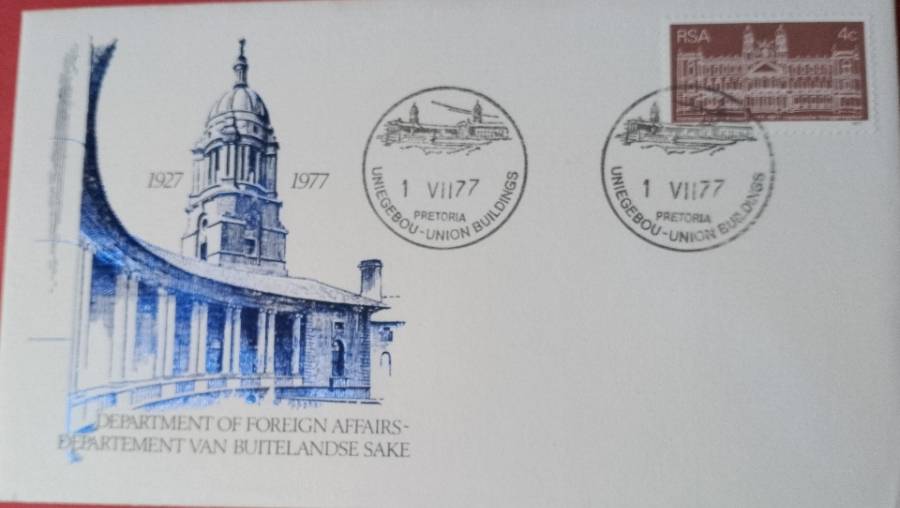 RSA 4c
1927 1977
1 VII 77
PRETORIA
UNIEGEBOU-UNION BUILDINGS
1 VII 77
PRETORIA
UNIEGEBOU-UNION BUILDINGS
DEPARTMENT OF FOREIGN AFFAIRS-
DEPARTEMENT VAN BUITELANDSE SAKE